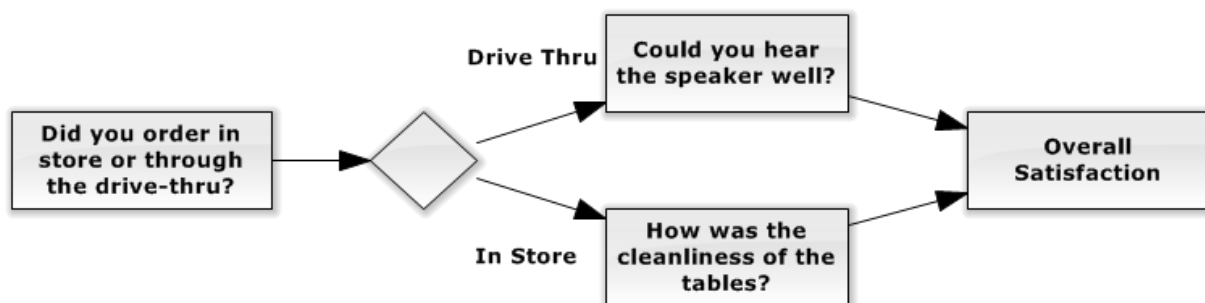 Did you order in
store or through
the drive-thru?
Drive Thru
Could you hear
the speaker well?
In Store
How was the
cleanliness of the
tables?
Overall
Satisfaction